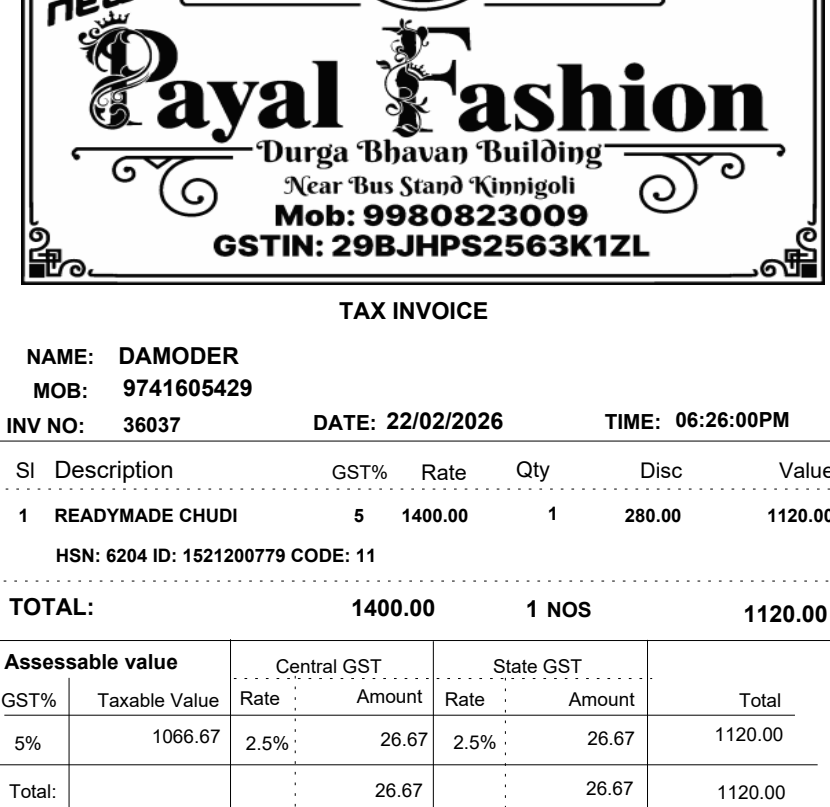 new
Payal Fashion
Durga Bhavan Building
Near Bus Stand Kinnigoli
Mob: 9980823009
GSTIN: 29BJHPS2563K1ZL
TAX INVOICE
NAME: DAMODER
MOB: 9741605429
INV NO: 36037 DATE: 22/02/2026 TIME: 06:26:00PM
Sl Description GST% Rate Qty Disc Value
1 READYMADE CHUDI 5 1400.00 1 280.00 1120.00
HSN: 6204 ID: 1521200779 CODE: 11
TOTAL: 1400.00 1 NOS 1120.00
Assessable value Central GST State GST
GST% Taxable Value Rate Amount Rate Amount Total
5% 1066.67 2.5% 26.67 2.5% 26.67 1120.00
Total: 26.67 26.67 1120.00